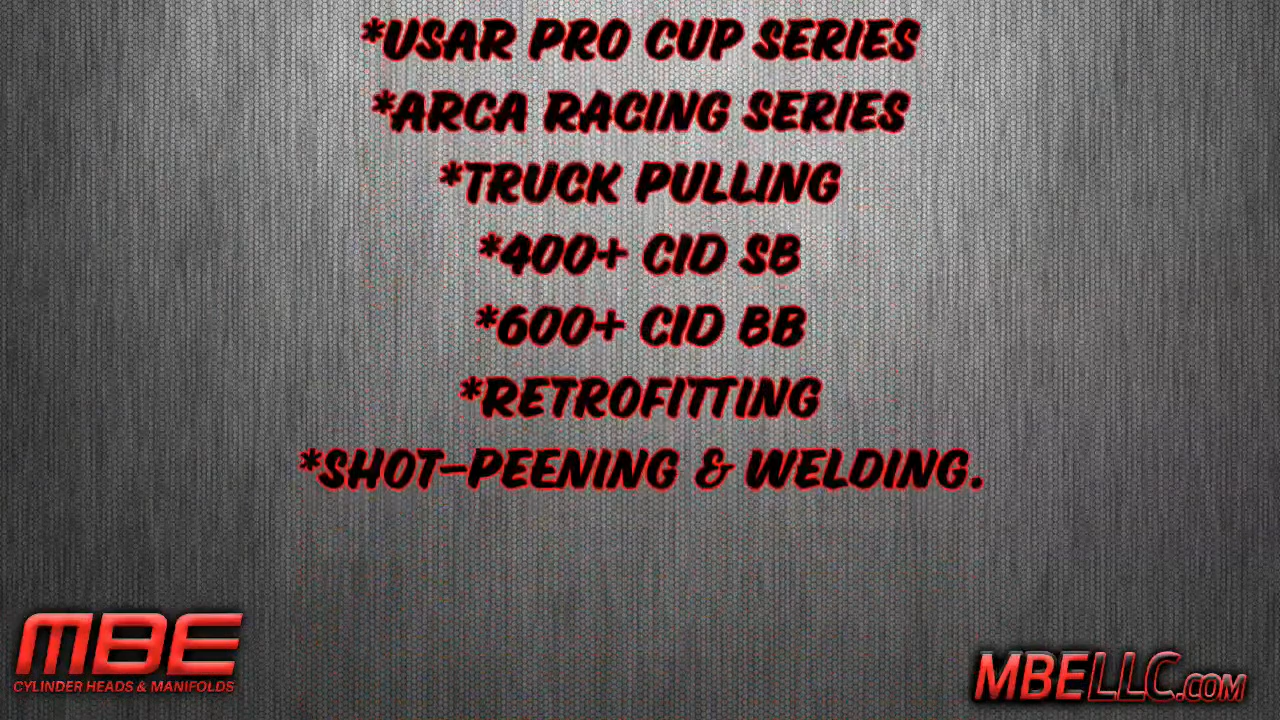 *USAR PRO CUP SERIES
*ARCA RACING SERIES
*TRUCK PULLING
*400+ CID SB
*600+ CID BB
*RETROFITTING
*SHOT-PEENING & WELDING.
MBE
CYLINDER HEADS & MANIFOLDS
MBELLC.COM